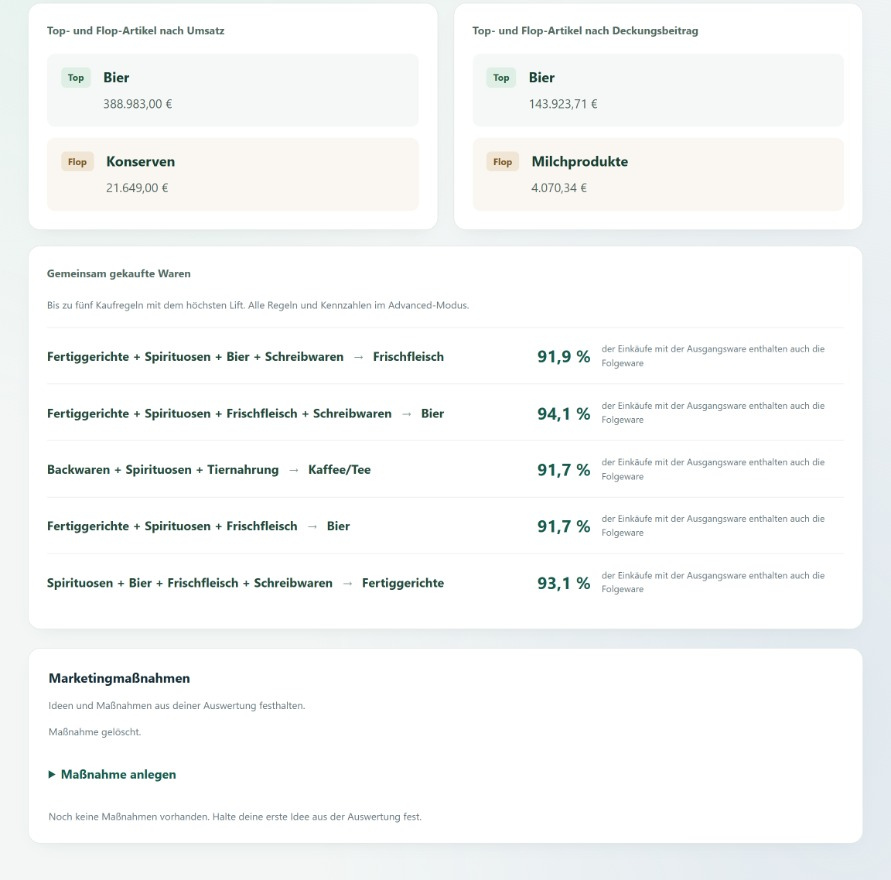 Top- und Flop-Artikel nach Umsatz
Top Bier
388.983,00 €
Flop Konserven
21.649,00 €
Top- und Flop-Artikel nach Deckungsbeitrag
Top Bier
143.923,71 €
Flop Milchprodukte
4.070,34 €
Gemeinsam gekaufte Waren
Bis zu fünf Kaufregeln mit dem höchsten Lift. Alle Regeln und Kennzahlen im Advanced-Modus.
Fertiggerichte + Spirituosen + Bier + Schreibwaren → Frischfleisch
91,9 %
der Einkäufe mit der Ausgangsware enthalten auch die
Folgeware
Fertiggerichte + Spirituosen + Frischfleisch + Schreibwaren → Bier
94,1 %
der Einkäufe mit der Ausgangsware enthalten auch die
Folgeware
Backwaren + Spirituosen + Tiernahrung → Kaffee/Tee
91,7 %
der Einkäufe mit der Ausgangsware enthalten auch die
Folgeware
Fertiggerichte + Spirituosen + Frischfleisch → Bier
91,7 %
der Einkäufe mit der Ausgangsware enthalten auch die
Folgeware
Spirituosen + Bier + Frischfleisch + Schreibwaren → Fertiggerichte
93,1 %
der Einkäufe mit der Ausgangsware enthalten auch die
Folgeware
Marketingmaßnahmen
Ideen und Maßnahmen aus deiner Auswertung festhalten.
Maßnahme gelöscht.
▶ Maßnahme anlegen
Noch keine Maßnahmen vorhanden. Halte deine erste Idee aus der Auswertung fest.